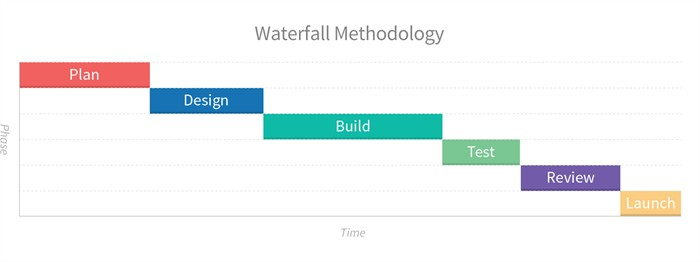 Waterfall Methodology
Plan
Design
Build
Test
Review
Launch
Phase
Time